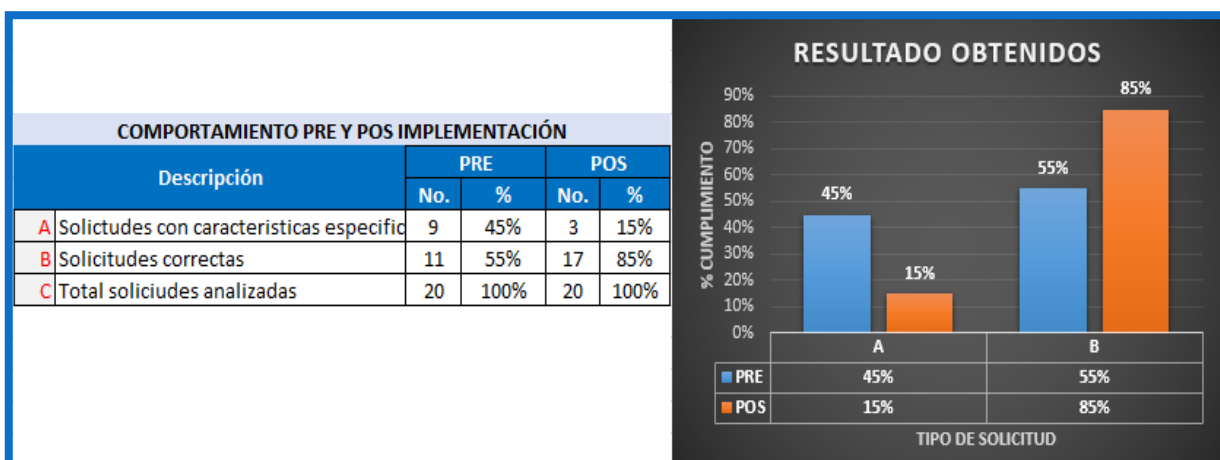 COMPORTAMIENTO PRE Y POS IMPLEMENTACIÓN
Descripción PRE POS
No. % No. %
A Solictudes con caracteristicas especific 9 45% 3 15%
B Solicitudes correctas 11 55% 17 85%
C Total soliciudes analizadas 20 100% 20 100%
RESULTADO OBTENIDOS
% CUMPLIMIENTO
90%
80%
70%
60%
50%
40%
30%
20%
10%
0%
45%
15%
55%
85%
A B
PRE 45% 55%
POS 15% 85%
TIPO DE SOLICITUD